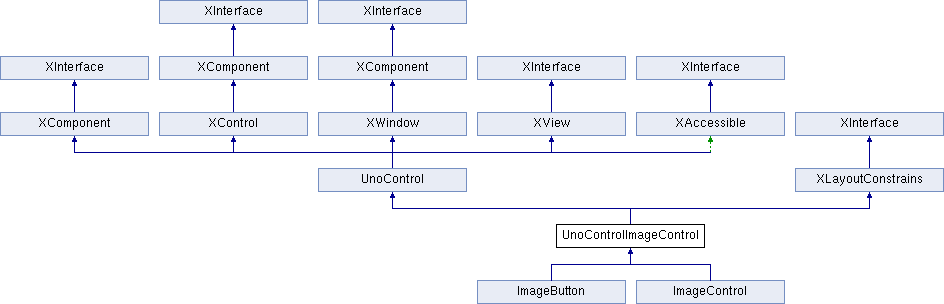 XInterface XInterface
XInterface XComponent XComponent XInterface XInterface
XComponent XControl XWindow XView XAccessible XInterface
UnoControl XLayoutConstrains
UnoControlImageControl
ImageButton ImageControl